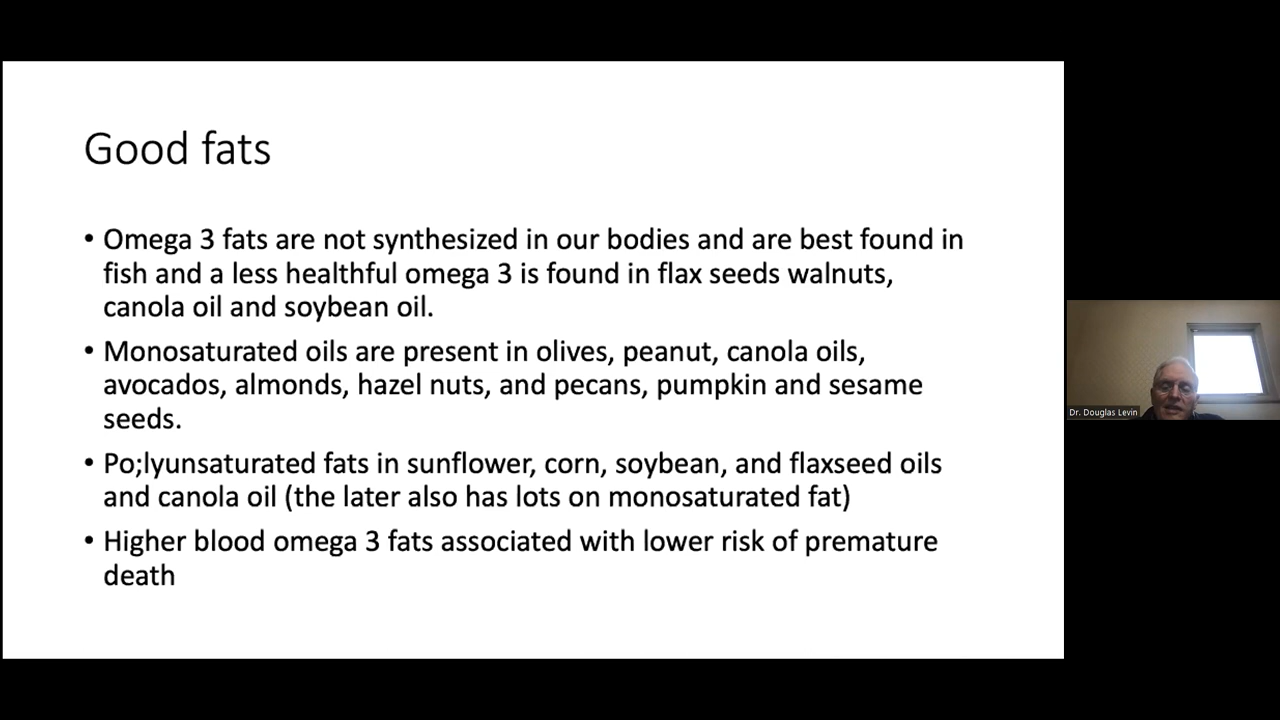 Good fats
• Omega 3 fats are not synthesized in our bodies and are best found in
fish and a less healthful omega 3 is found in flax seeds walnuts,
canola oil and soybean oil.
• Monosaturated oils are present in olives, peanut, canola oils,
avocados, almonds, hazel nuts, and pecans, pumpkin and sesame
seeds.
• Po;lyunsaturated fats in sunflower, corn, soybean, and flaxseed oils
and canola oil (the later also has lots on monosaturated fat)
• Higher blood omega 3 fats associated with lower risk of premature
death
Dr. Douglas Levin